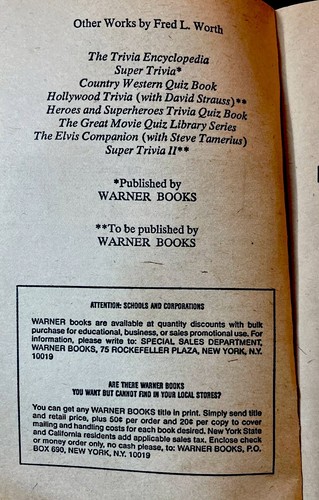 Other Works by Fred L. Worth
The Trivia Encyclopedia
Super Trivia*
Country Western Quiz Book
Hollywood Trivia (with David Strauss)**
Heroes and Superheroes Trivia Quiz Book
The Great Movie Quiz Library Series
The Elvis Companion (with Steve Tamerius)
Super Trivia II**
*Published by
WARNER BOOKS
**To be published by
WARNER BOOKS
ATTENTION: SCHOOLS AND CORPORATIONS
WARNER books are available at quantity discounts with bulk
purchase for educational, business, or sales promotional use. For
information, please write to: SPECIAL SALES DEPARTMENT,
WARNER BOOKS, 75 ROCKEFELLER PLAZA, NEW YORK, N.Y.
10019
ARE THERE WARNER BOOKS
YOU WANT BUT CANNOT FIND IN YOUR LOCAL STORES?
You can get any WARNER BOOKS title in print. Simply send title
and retail price, plus 50¢ per order and 20¢ per copy to cover
mailing and handling costs for each book desired. New York State
and California residents add applicable sales tax. Enclose check
or money order only, no cash please, to: WARNER BOOKS, P.O.
BOX 690, NEW YORK, N.Y. 10019